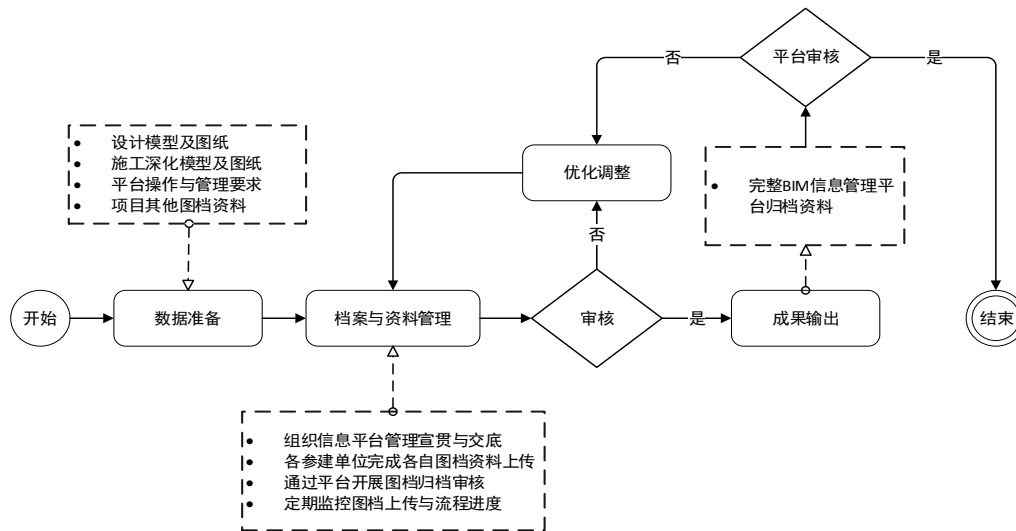 否
平台审核
是
• 设计模型及图纸
• 施工深化模型及图纸
• 平台操作与管理要求
• 项目其他图档资料
优化调整
• 完整BIM信息管理平
台归档资料
否
开始
数据准备
档案与资料管理
审核
是
成果输出
结束
• 组织信息平台管理宣贯与交底
• 各参建单位完成各自图档资料上传
• 通过平台开展图档归档审核
• 定期监控图档上传与流程进度